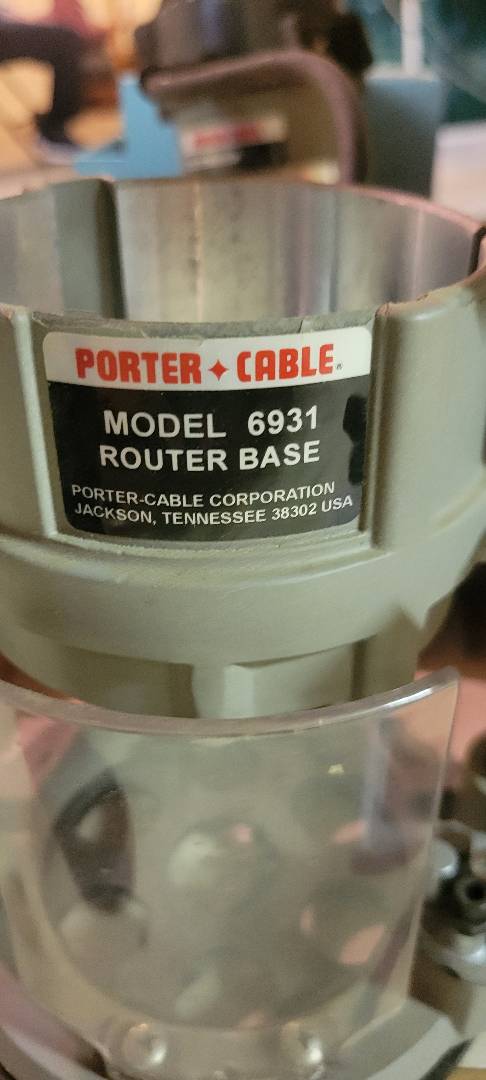 PORTER✦CABLE®
MODEL 6931
ROUTER BASE
PORTER-CABLE CORPORATION
JACKSON, TENNESSEE 38302 USA